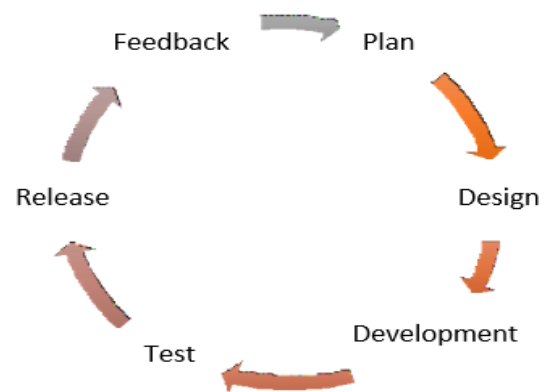 Feedback
Plan
Design
Development
Test
Release